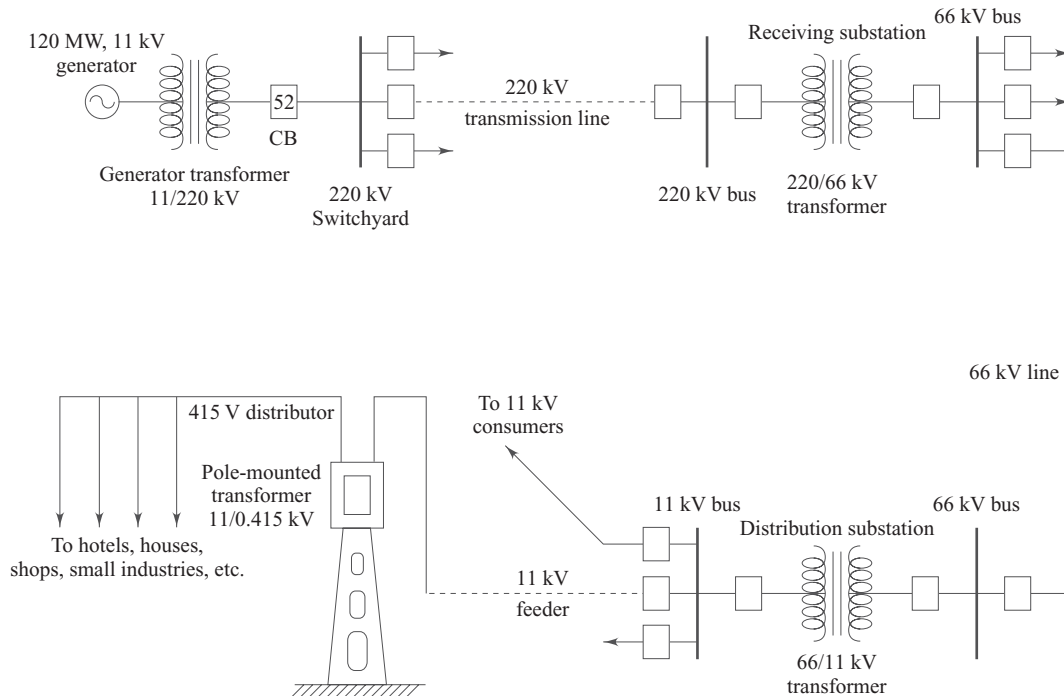 120 MW, 11 kV
generator
52
CB
Generator transformer
11/220 kV
220 kV
Switchyard
220 kV
transmission line
220 kV bus
Receiving substation
220/66 kV
transformer
66 kV bus
66 kV line
415 V distributor
Pole-mounted
transformer
11/0.415 kV
To hotels, houses,
shops, small industries, etc.
To 11 kV
consumers
11 kV
feeder
11 kV bus
Distribution substation
66/11 kV
transformer
66 kV bus